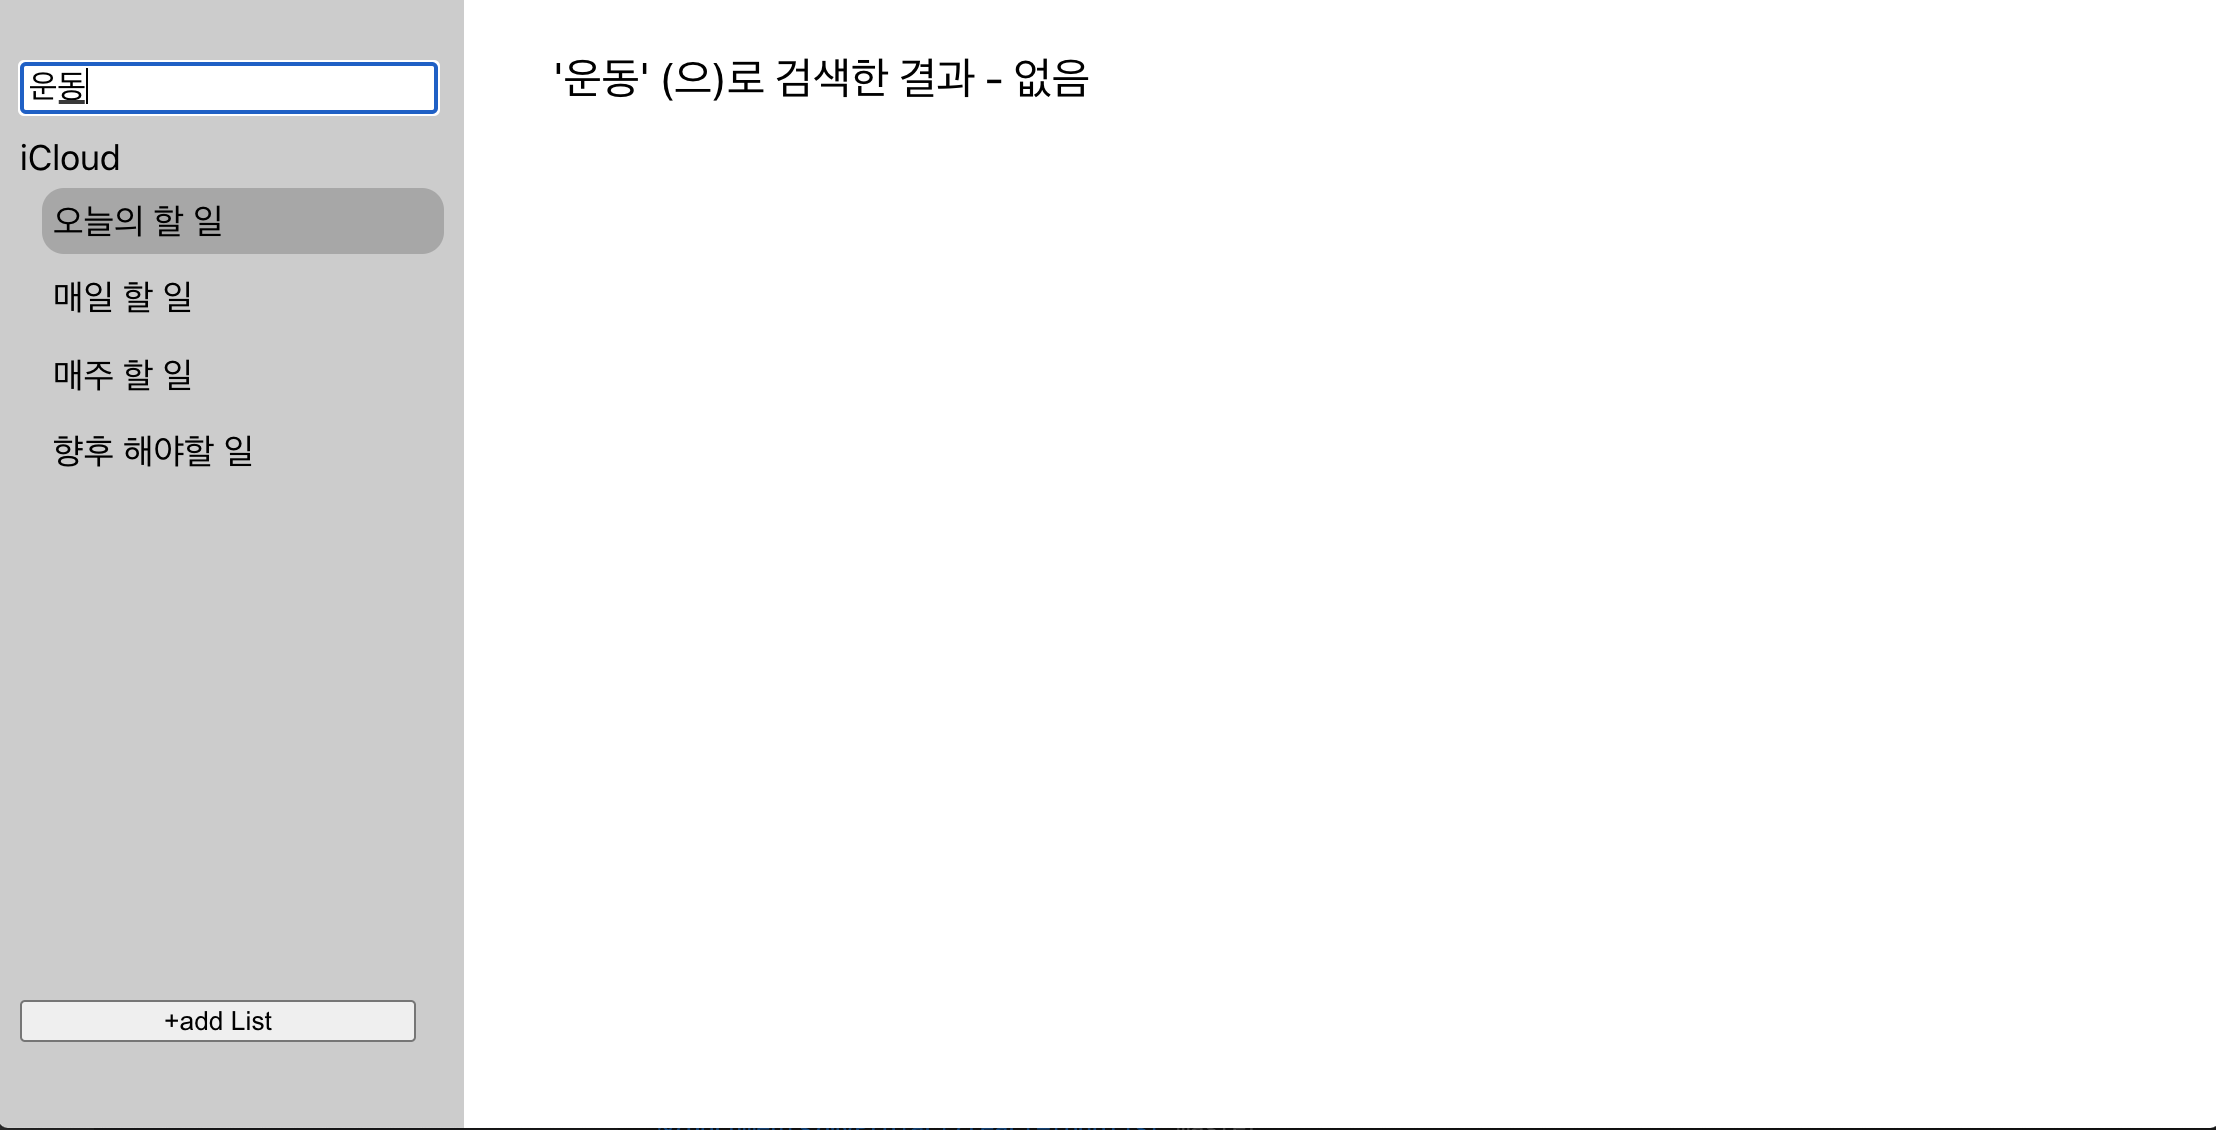 운동
iCloud
오늘의 할 일
매일 할 일
매주 할 일
향후 해야할 일
+add List
'운동' (으)로 검색한 결과 - 없음